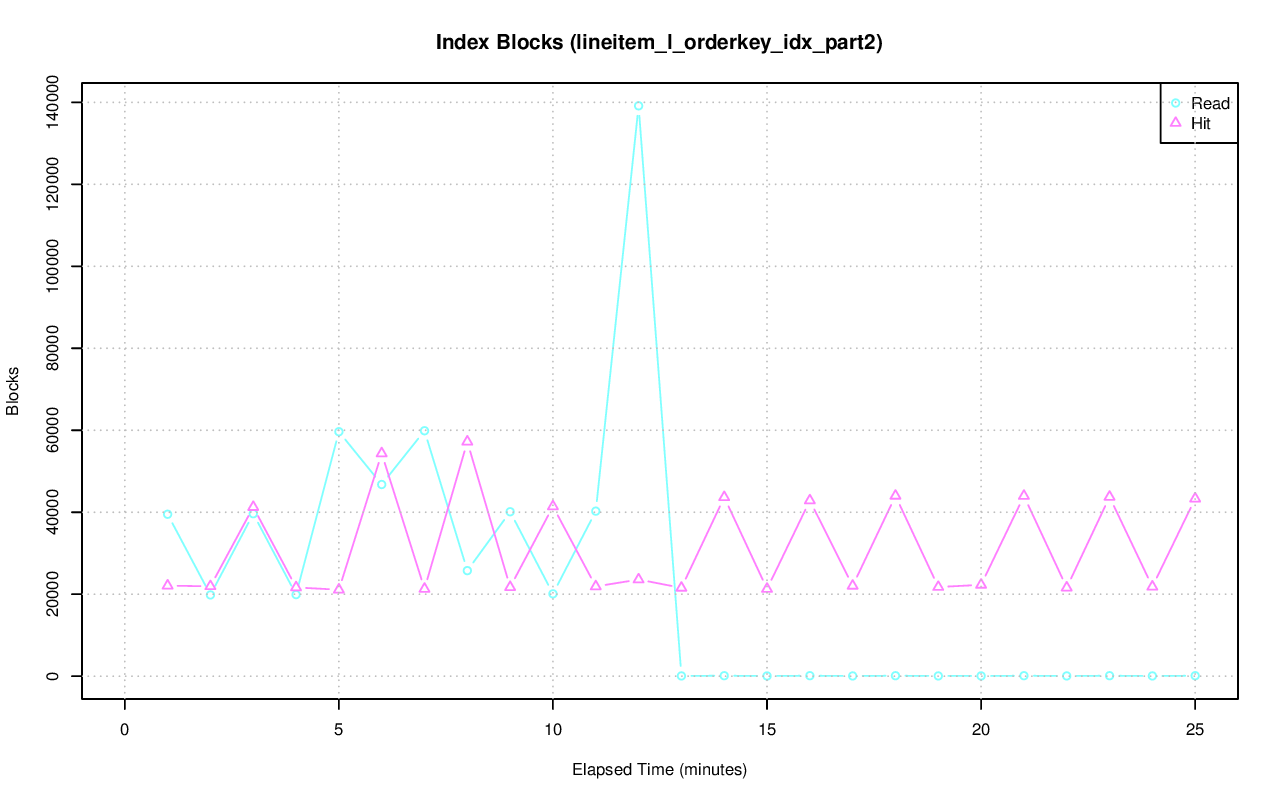 Index Blocks (lineitem_l_orderkey_idx_part2)
140000
120000
100000
80000
60000
40000
20000
0
Blocks
Read
Hit
0 5 10 15 20 25
Elapsed Time (minutes)